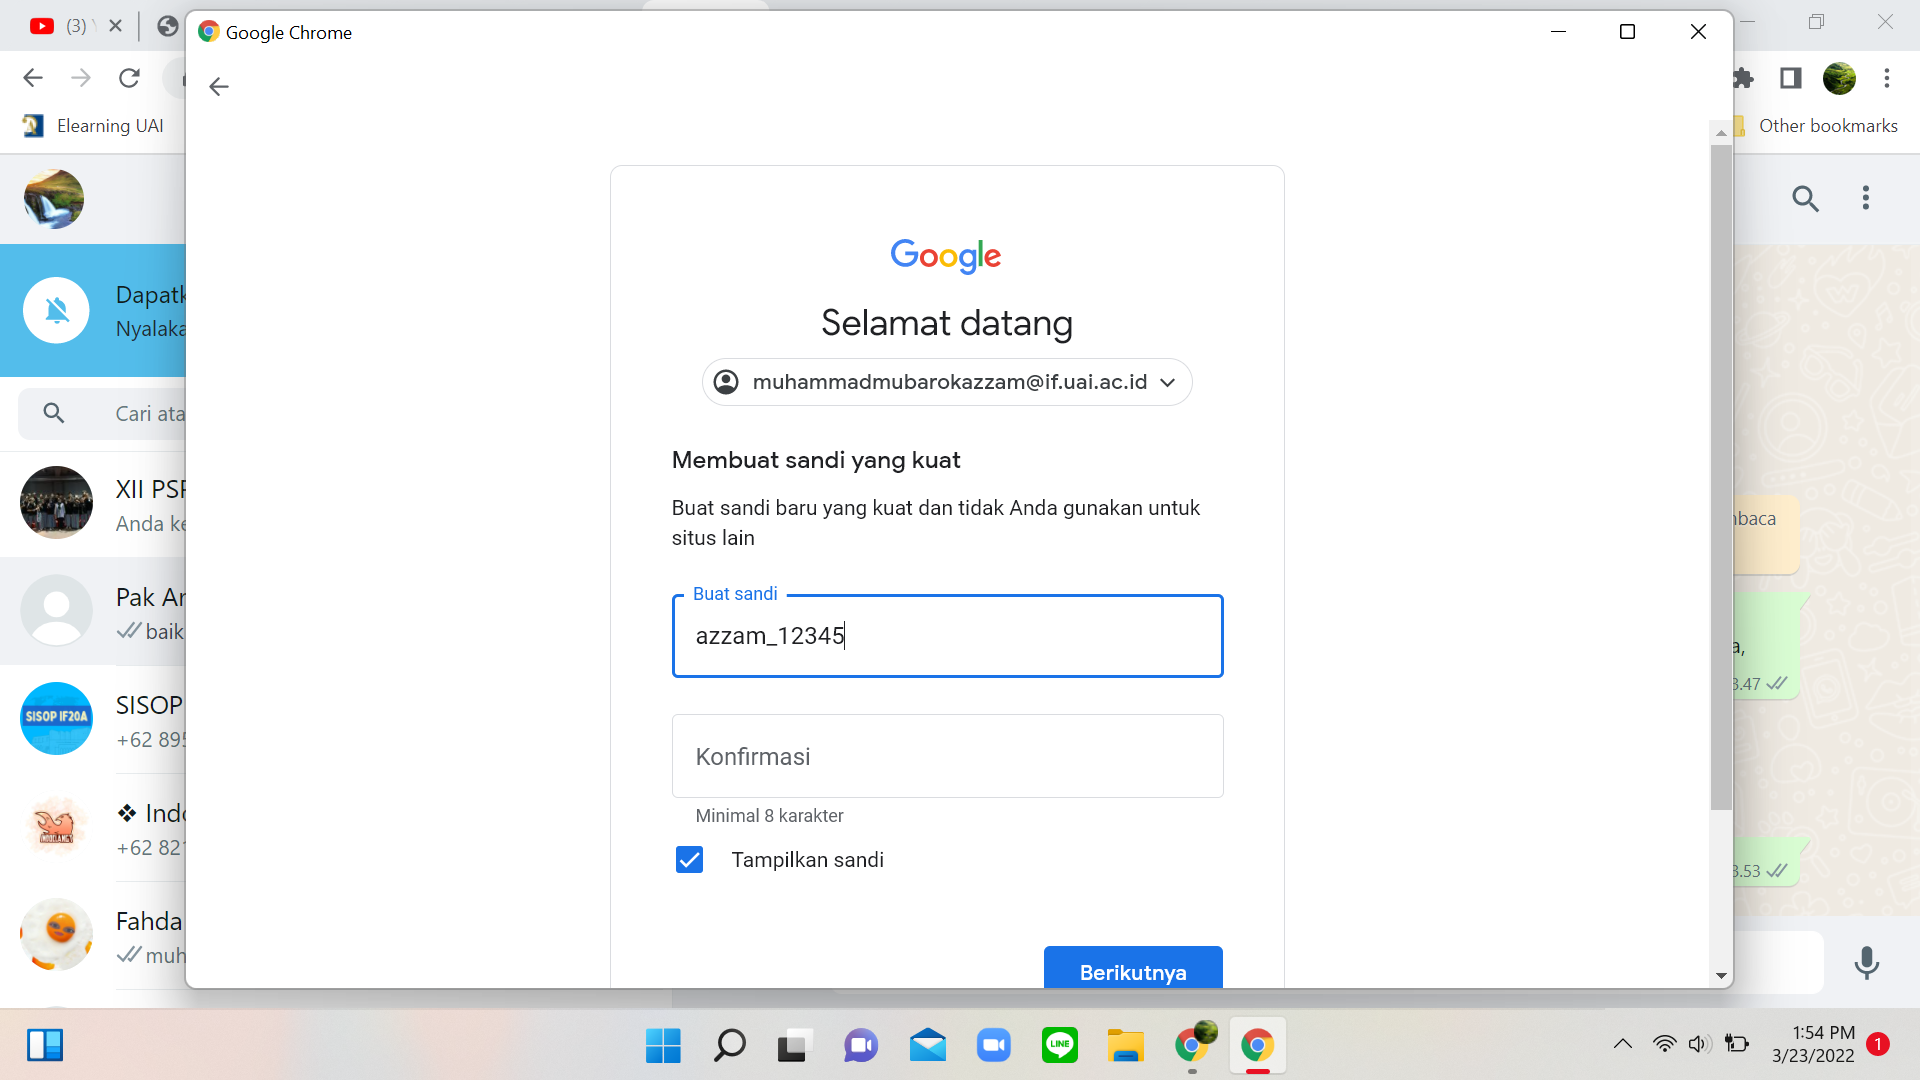 (3)
Google Chrome
Elearning UAI
Other bookmarks
Google
Selamat datang
muhammadmubarokazzam@if.uai.ac.id
Membuat sandi yang kuat
Buat sandi baru yang kuat dan tidak Anda gunakan untuk
situs lain
Buat sandi
azzam_12345
Konfirmasi
Minimal 8 karakter
Tampilkan sandi
Berikutnya
Dapatk
Nyalaka
Cari ata
XII PSP
Anda ke
Pak Ar
baik
SISOP IF20A
SISOP
+62 895
❖ Indo
+62 821
Fahda
muh
baca
a,
3.47
3.53
LINE
1:54 PM
3/23/2022
1